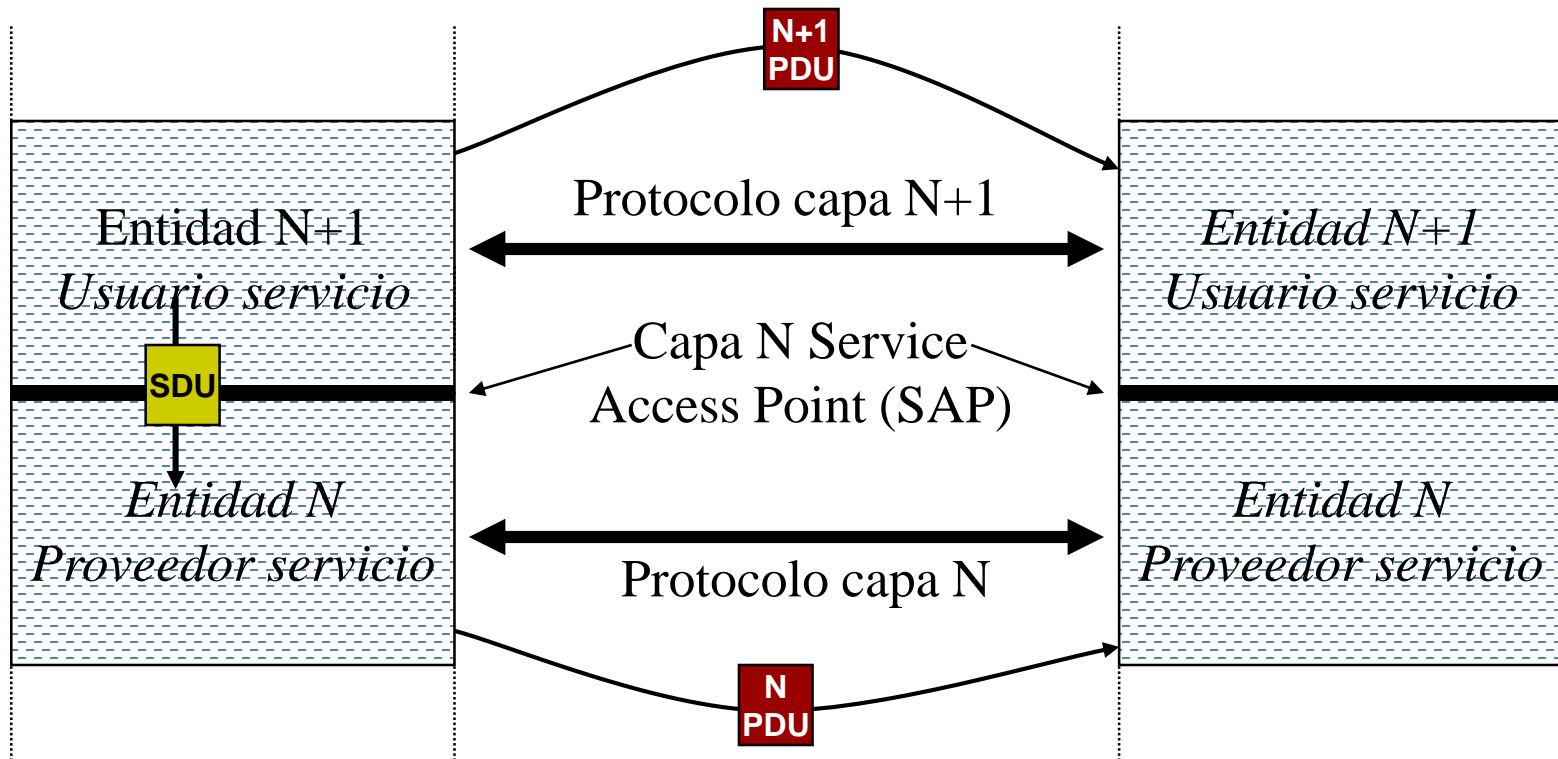 N+1
PDU
Protocolo capa N+1
Entidad N+1
Usuario servicio
Entidad N+1
Usuario servicio
SDU
Capa N Service
Access Point (SAP)
Entidad N
Proveedor servicio
Entidad N
Proveedor servicio
Protocolo capa N
N
PDU